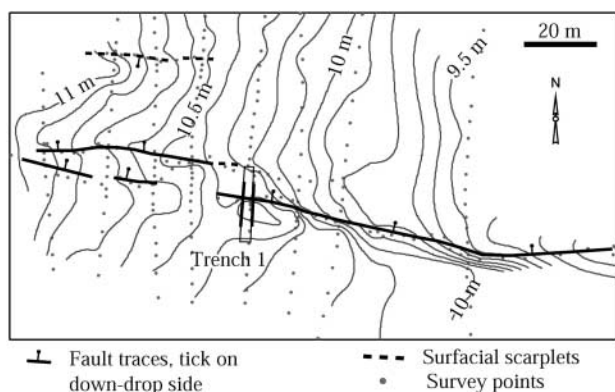 20 m
9.5 m
10 m
11 m
10.5 m
N
Trench 1
10 m
Fault traces, tick on
down-drop side
Surfacial scarplets
Survey points